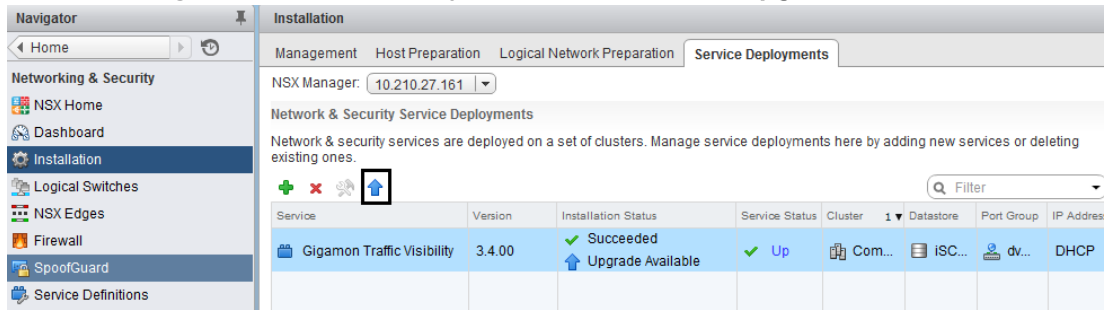 Navigator
Installation
Home
Management Host Preparation Logical Network Preparation Service Deployments
Networking & Security
NSX Manager: 10.210.27.161
NSX Home
Network & Security Service Deployments
Dashboard
Network & security services are deployed on a set of clusters. Manage service deployments here by adding new services or deleting
existing ones.
Installation
Logical Switches
Filter
NSX Edges
Service Version Installation Status Service Status Cluster 1 Datastore Port Group IP Addres
Firewall
Gigamon Traffic Visibility 3.4.00 Succeeded Up Com... iSC... dv... DHCP
Upgrade Available
SpoofGuard
Service Definitions